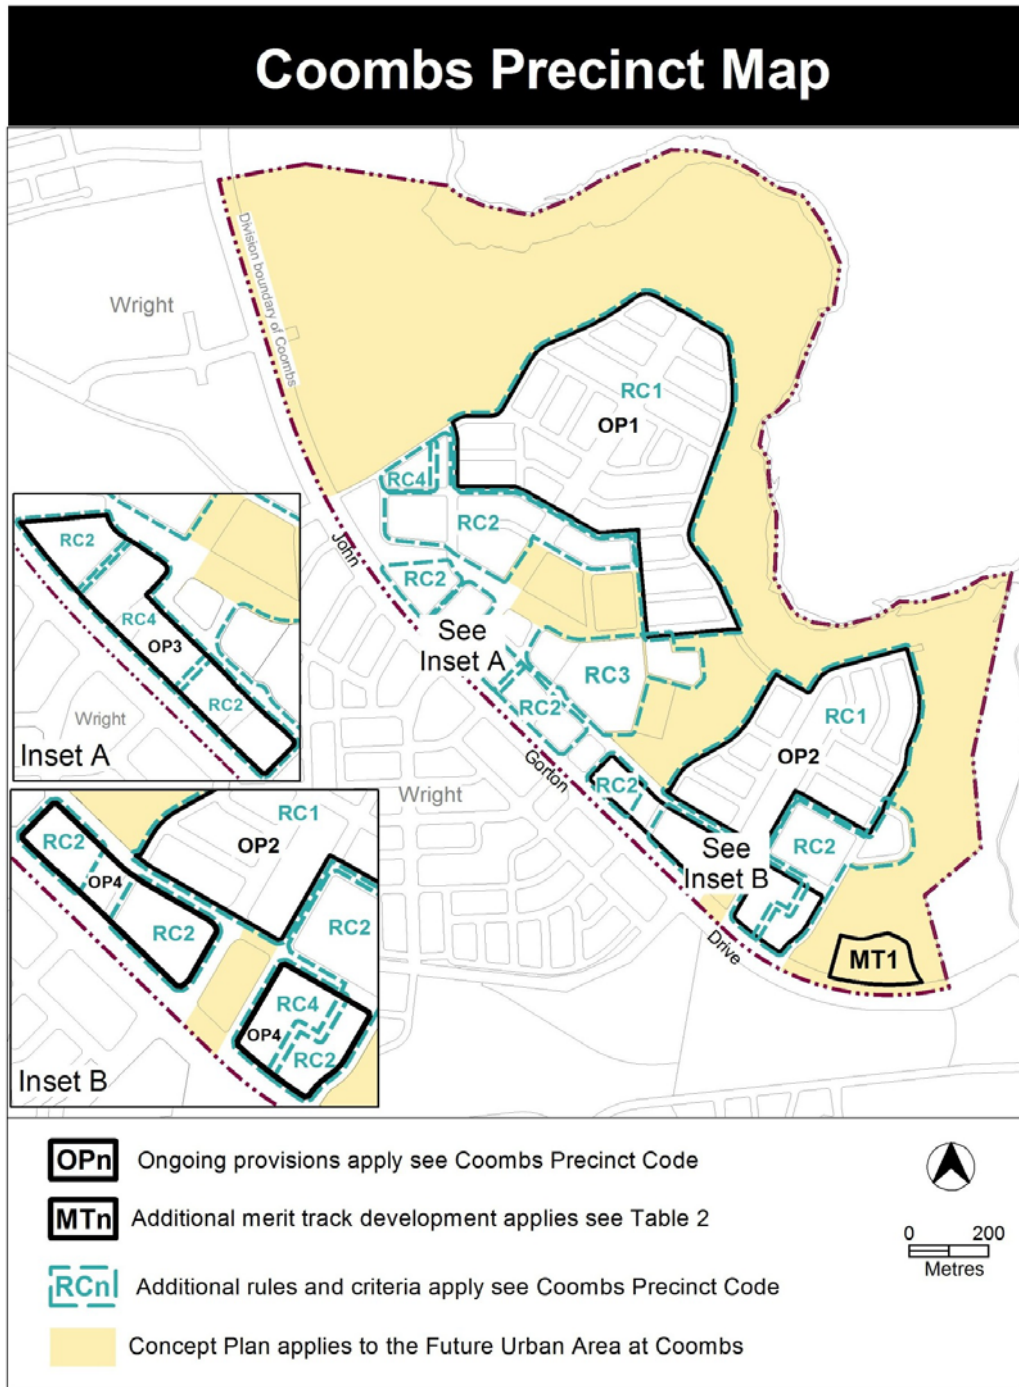 Coombs Precinct Map
Division boundary of Coombs
Wright
RC1
OP1
RC4
RC2
John
RC2
See
Inset A
RC3
RC2
RC1
OP2
Gorton
RC2
Wright
RC2
See
Inset B
Drive
MT1
RC2
RC4
OP3
RC2
Wright
Inset A
RC1
OP2
RC2
OP4
RC2
RC2
RC4
OP4
RC2
Inset B
OPn Ongoing provisions apply see Coombs Precinct Code
MTn Additional merit track development applies see Table 2
RCn Additional rules and criteria apply see Coombs Precinct Code
Concept Plan applies to the Future Urban Area at Coombs
0 200
Metres